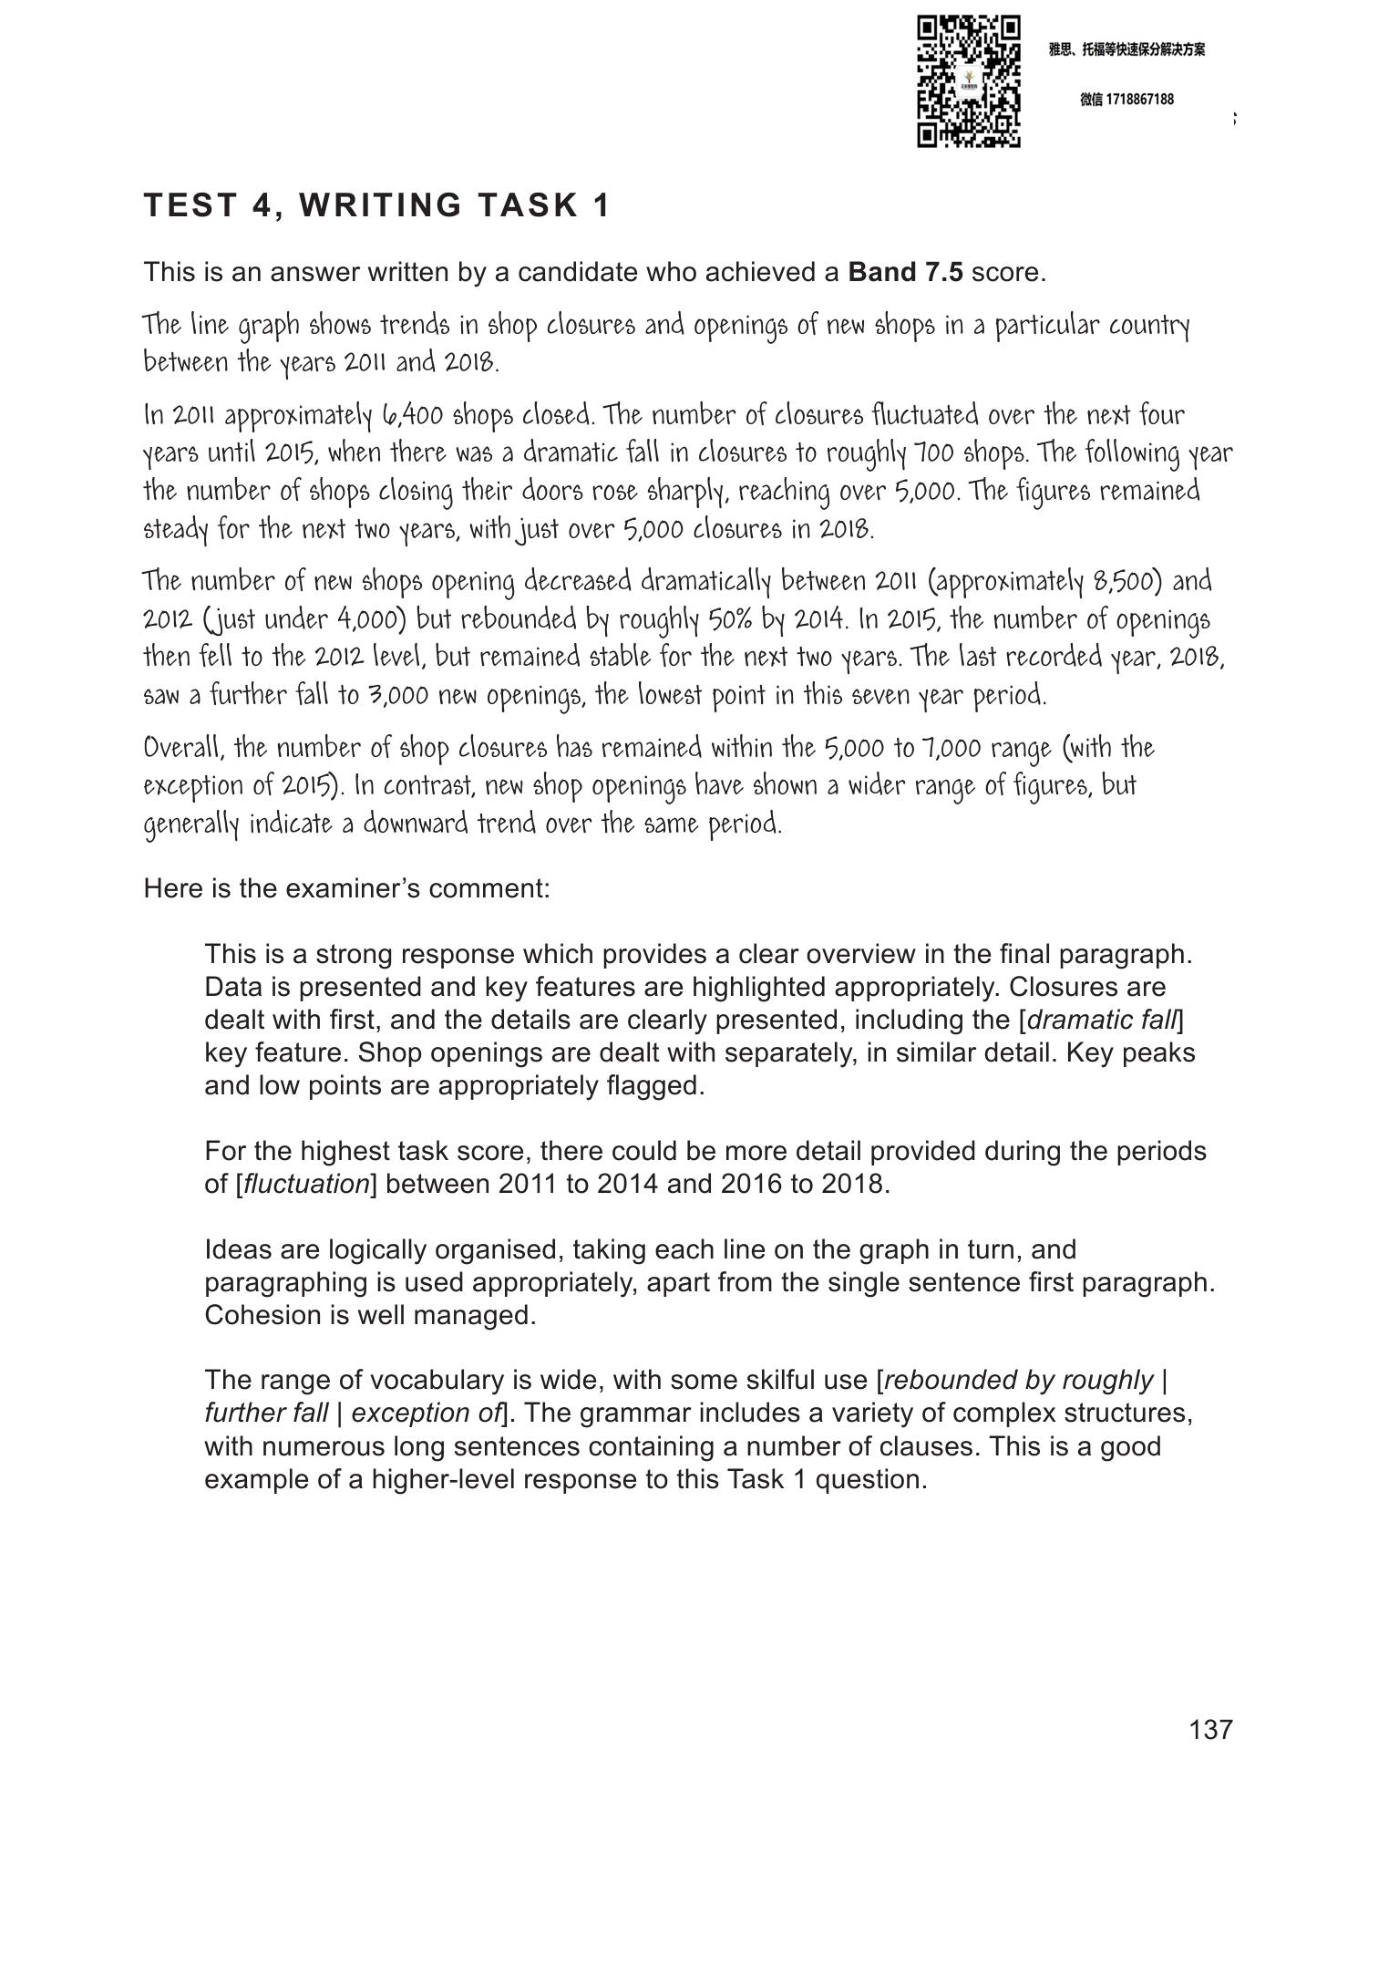 雅思、托福等快速保分解决方案
微信 1718867188
TEST 4, WRITING TASK 1
This is an answer written by a candidate who achieved a Band 7.5 score.
The line graph shows trends in shop closures and openings of new shops in a particular country
between the years 2011 and 2018.
In 2011 approximately 6,400 shops closed. The number of closures fluctuated over the next four
years until 2015, when there was a dramatic fall in closures to roughly 700 shops. The following year
the number of shops closing their doors rose sharply, reaching over 5,000. The figures remained
steady for the next two years, with just over 5,000 closures in 2018.
The number of new shops opening decreased dramatically between 2011 (approximately 8,500) and
2012 (just under 4,000) but rebounded by roughly 50% by 2014. In 2015, the number of openings
then fell to the 2012 level, but remained stable for the next two years. The last recorded year, 2018,
saw a further fall to 3,000 new openings, the lowest point in this seven year period.
Overall, the number of shop closures has remained within the 5,000 to 7,000 range (with the
exception of 2015). In contrast, new shop openings have shown a wider range of figures, but
generally indicate a downward trend over the same period.
Here is the examiner's comment:
This is a strong response which provides a clear overview in the final paragraph.
Data is presented and key features are highlighted appropriately. Closures are
dealt with first, and the details are clearly presented, including the [dramatic fall]
key feature. Shop openings are dealt with separately, in similar detail. Key peaks
and low points are appropriately flagged.
For the highest task score, there could be more detail provided during the periods
of [fluctuation] between 2011 to 2014 and 2016 to 2018.
Ideas are logically organised, taking each line on the graph in turn, and
paragraphing is used appropriately, apart from the single sentence first paragraph.
Cohesion is well managed.
The range of vocabulary is wide, with some skilful use [rebounded by roughly |
further fall | exception of]. The grammar includes a variety of complex structures,
with numerous long sentences containing a number of clauses. This is a good
example of a higher-level response to this Task 1 question.
137